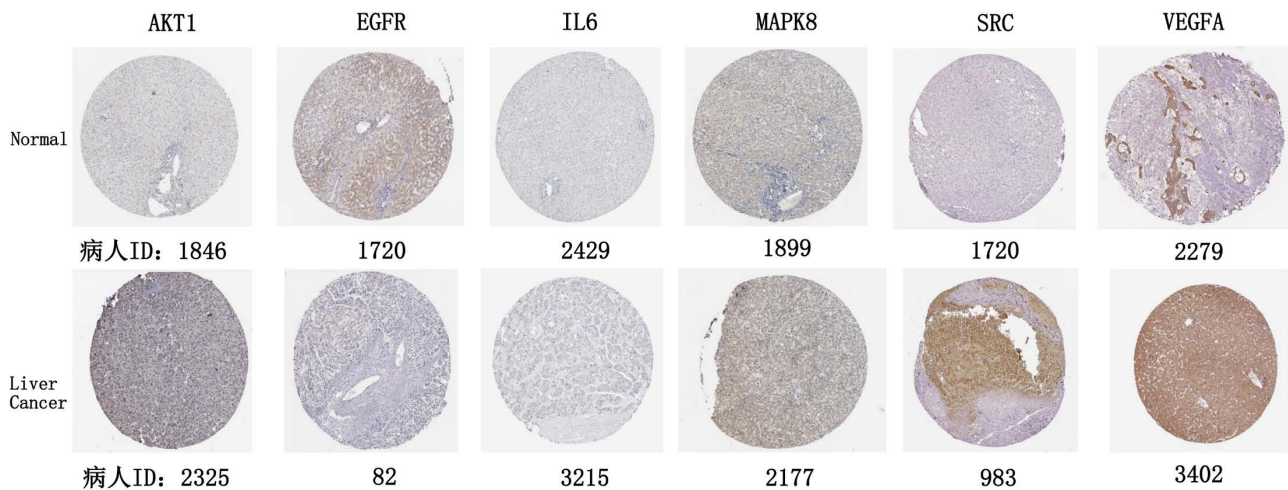 AKT1 EGFR IL6 MAPK8 SRC VEGFA
Normal
病人ID：1846 1720 2429 1899 1720 2279
Liver
Cancer
病人ID：2325 82 3215 2177 983 3402